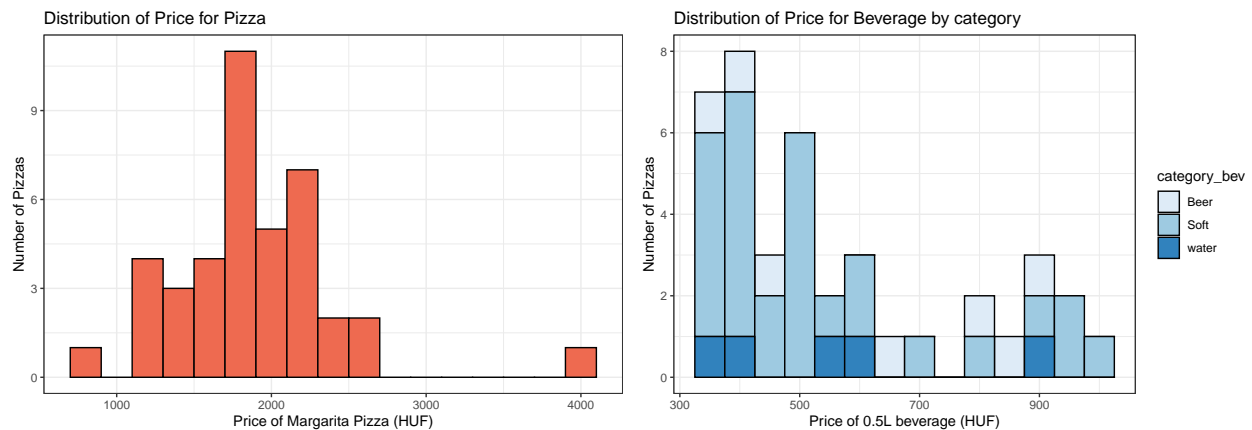 Distribution of Price for Pizza
Number of Pizzas
9
6
3
0
1000 2000 3000 4000
Price of Margarita Pizza (HUF)
Distribution of Price for Beverage by category
Number of Pizzas
8
6
4
2
0
300 500 700 900
Price of 0.5L beverage (HUF)
category_bev
Beer
Soft
water